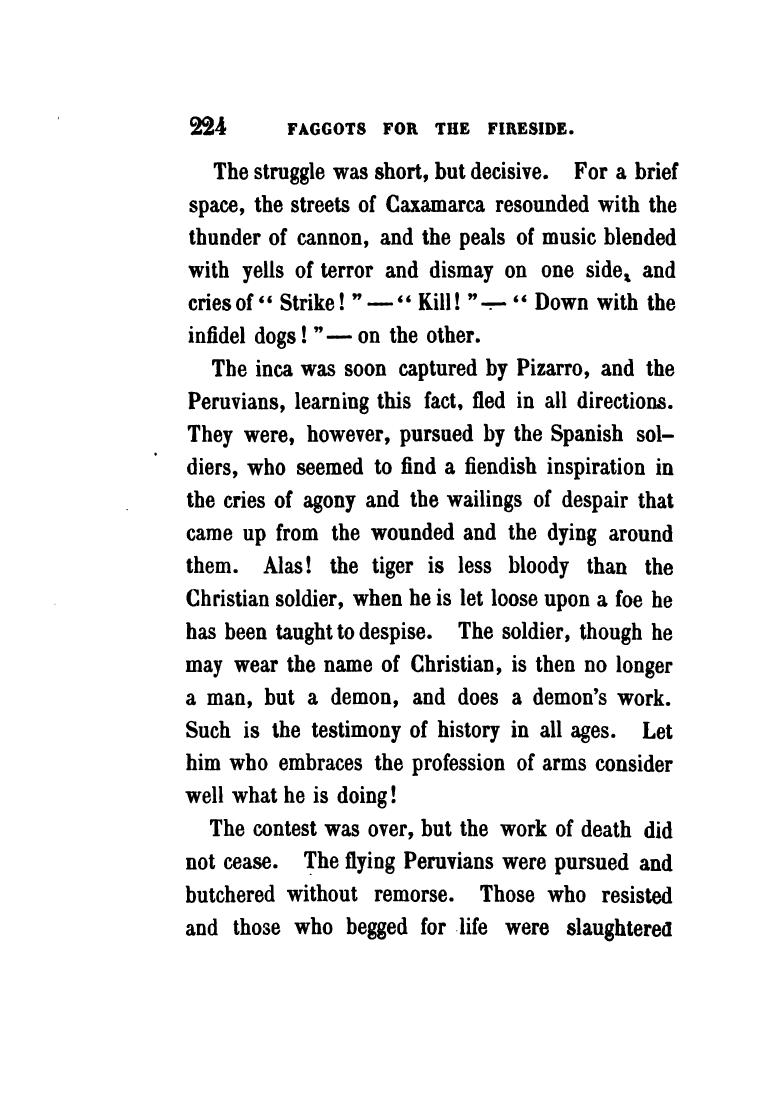 224 FAGGOTS FOR THE FIRESIDE.
The struggle was short, but decisive. For a brief
space, the streets of Caxamarca resounded with the
thunder of cannon, and the peals of music blended
with yells of terror and dismay on one side, and
cries of “ Strike! ” — “ Kill! ” — “ Down with the
infidel dogs! ” — on the other.
The inca was soon captured by Pizarro, and the
Peruvians, learning this fact, fled in all directions.
They were, however, pursued by the Spanish sol-
diers, who seemed to find a fiendish inspiration in
the cries of agony and the wailings of despair that
came up from the wounded and the dying around
them. Alas! the tiger is less bloody than the
Christian soldier, when he is let loose upon a foe he
has been taught to despise. The soldier, though he
may wear the name of Christian, is then no longer
a man, but a demon, and does a demon's work.
Such is the testimony of history in all ages. Let
him who embraces the profession of arms consider
well what he is doing!
The contest was over, but the work of death did
not cease. The flying Peruvians were pursued and
butchered without remorse. Those who resisted
and those who begged for life were slaughtered